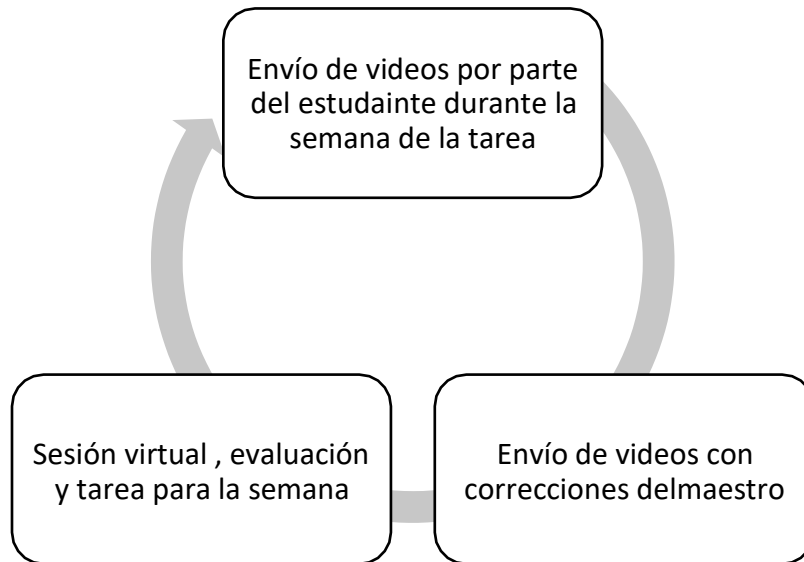 Envío de videos por parte
del estudainte durante la
semana de la tarea
Sesión virtual , evaluación
y tarea para la semana
Envío de videos con
correcciones delmaestro